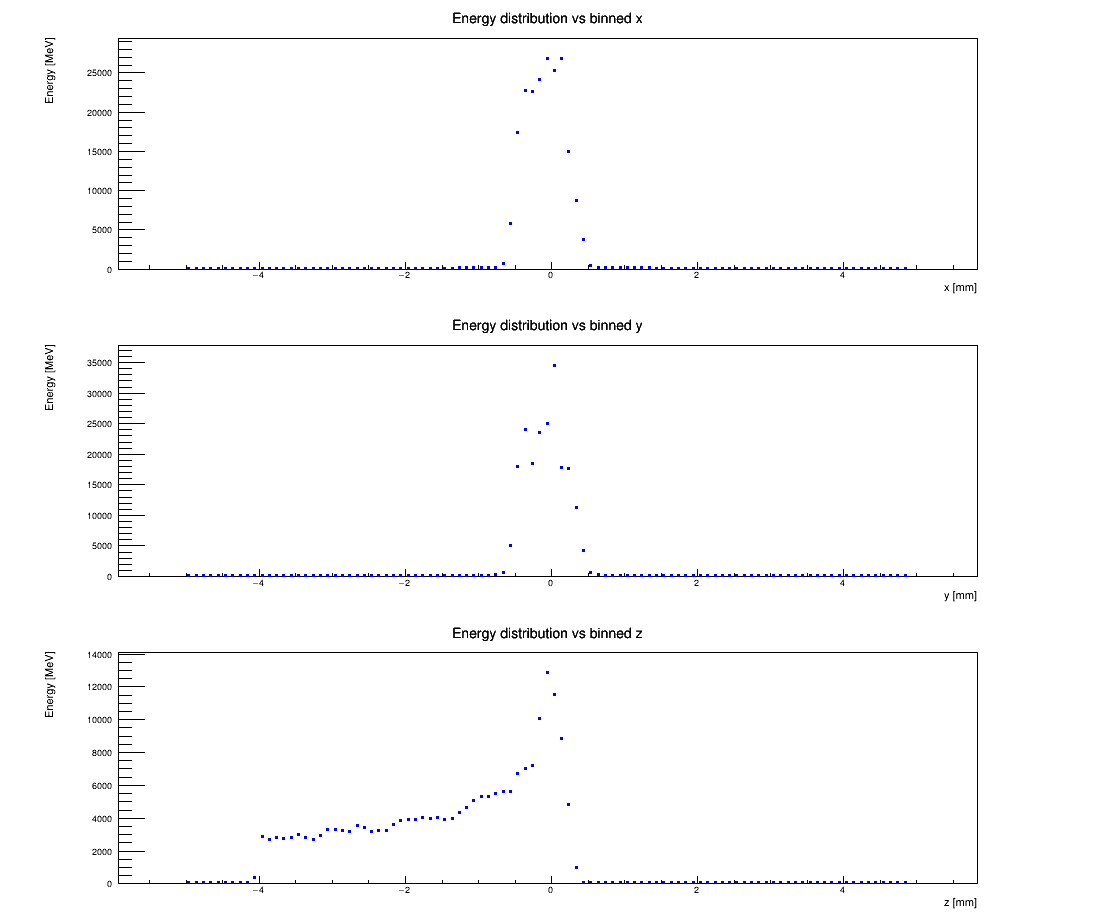 Energy distribution vs binned x
Energy [MeV]
25000
20000
15000
10000
5000
0
−4 −2 0 2 4
x [mm]
Energy distribution vs binned y
Energy [MeV]
35000
30000
25000
20000
15000
10000
5000
0
−4 −2 0 2 4
y [mm]
Energy distribution vs binned z
Energy [MeV]
14000
12000
10000
8000
6000
4000
2000
0
−4 −2 0 2 4
z [mm]